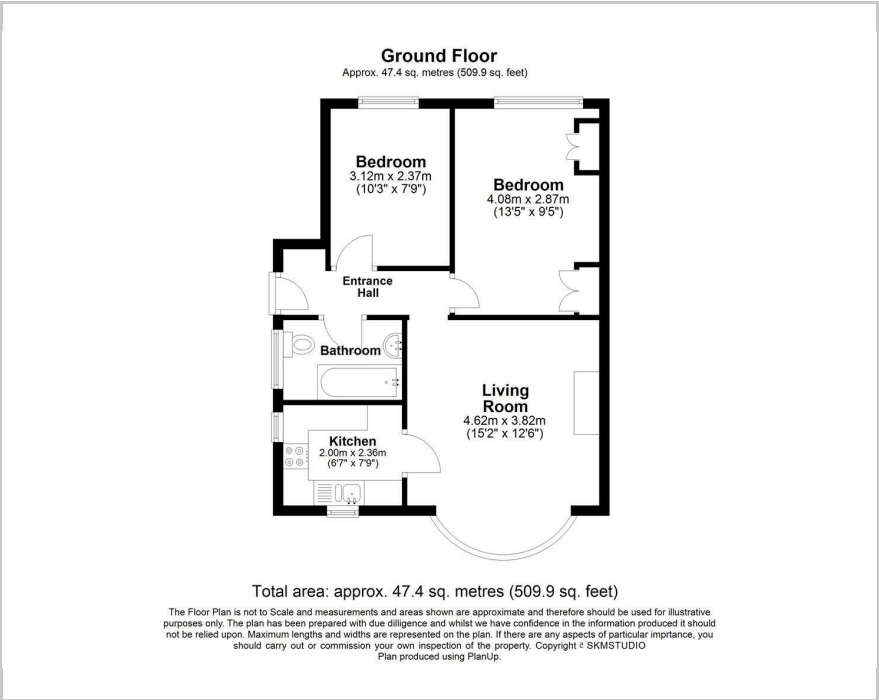 Ground Floor
Approx. 47.4 sq. metres (509.9 sq. feet)
Bedroom
3.12m x 2.37m
(10'3" x 7'9")
Bedroom
4.08m x 2.87m
(13'5" x 9'5")
Entrance
Hall
Bathroom
Living
Room
4.62m x 3.82m
(15'2" x 12'6")
Kitchen
2.00m x 2.36m
(6'7" x 7'9")
Total area: approx. 47.4 sq. metres (509.9 sq. feet)
The Floor Plan is not to Scale and measurements and areas shown are approximate and therefore should be used for illustrative
purposes only. The plan has been prepared with due dilligence and whilst we have confidence in the information produced it should
not be relied upon. Maximum lengths and widths are represented on the plan. If there are any aspects of particular imprtance, you
should carry out or commission your own inspection of the property. Copyright SKMSTUDIO
Plan produced using PlanUp.